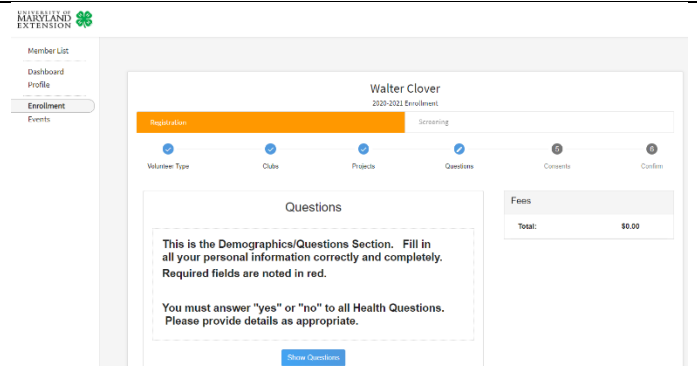 UNIVERSITY OF
MARYLAND
EXTENSION
Member List
Dashboard
Profile
Enrollment
Events
Walter Clover
2020-2021 Enrollment
Registration
Screening
5
6
Volunteer Type
Clubs
Projects
Questions
Consents
Confirm
Questions
This is the Demographics/Questions Section. Fill in
all your personal information correctly and completely.
Required fields are noted in red.
You must answer "yes" or "no" to all Health Questions.
Please provide details as appropriate.
Show Questions
Fees
Total: $0.00